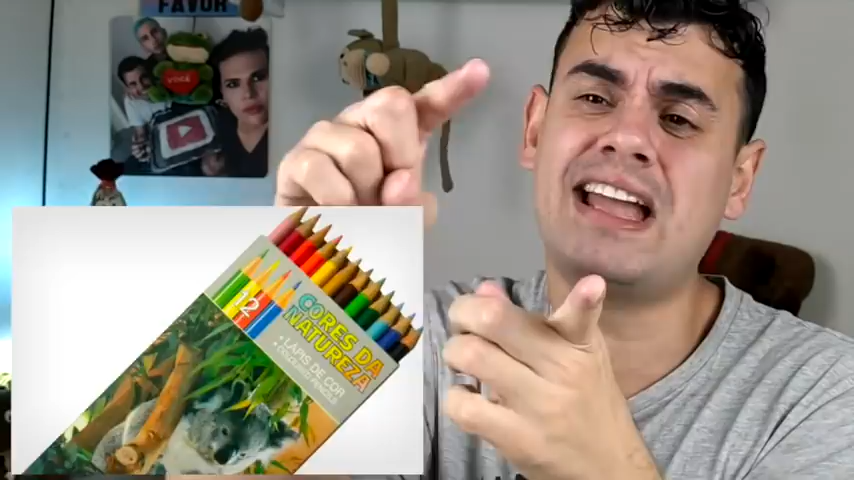 FAVOR
VOCÊ
12
CORES DA
NATUREZA
• LÁPIS DE COR
COLOURED PENCILS